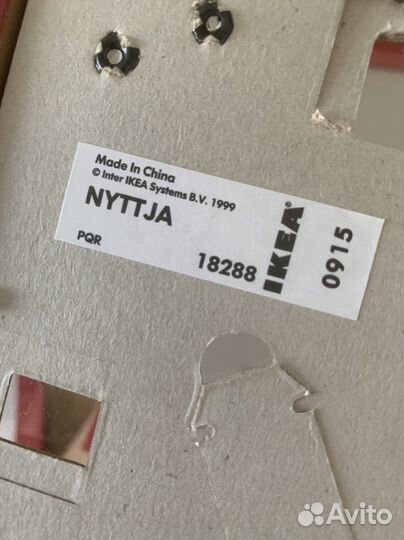 Made In China
© Inter IKEA Systems B.V. 1999
NYTTJA
PQR
18288
IKEA®
0915
Avito